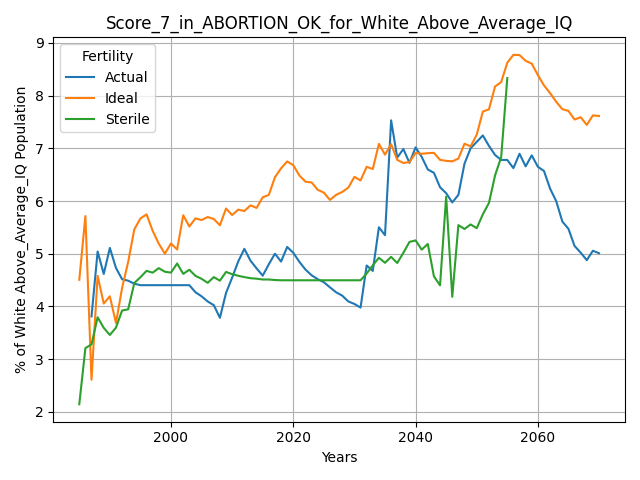 Score_7_in_ABORTION_OK_for_White_Above_Average_IQ
Fertility
Actual
Ideal
Sterile
% of White Above_Average_IQ Population
9
8
7
6
5
4
3
2
2000 2020 2040 2060
Years